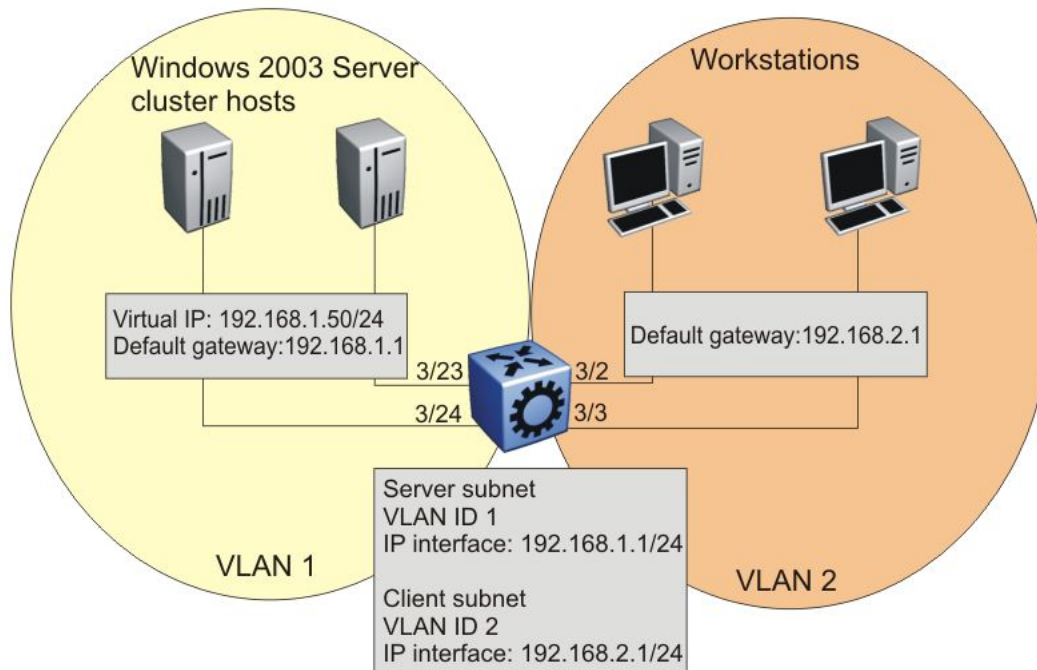 Windows 2003 Server
cluster hosts
Workstations
Virtual IP: 192.168.1.50/24
Default gateway:192.168.1.1
Default gateway:192.168.2.1
3/23
3/2
3/24
3/3
Server subnet
VLAN ID 1
IP interface: 192.168.1.1/24
Client subnet
VLAN ID 2
IP interface: 192.168.2.1/24
VLAN 1
VLAN 2